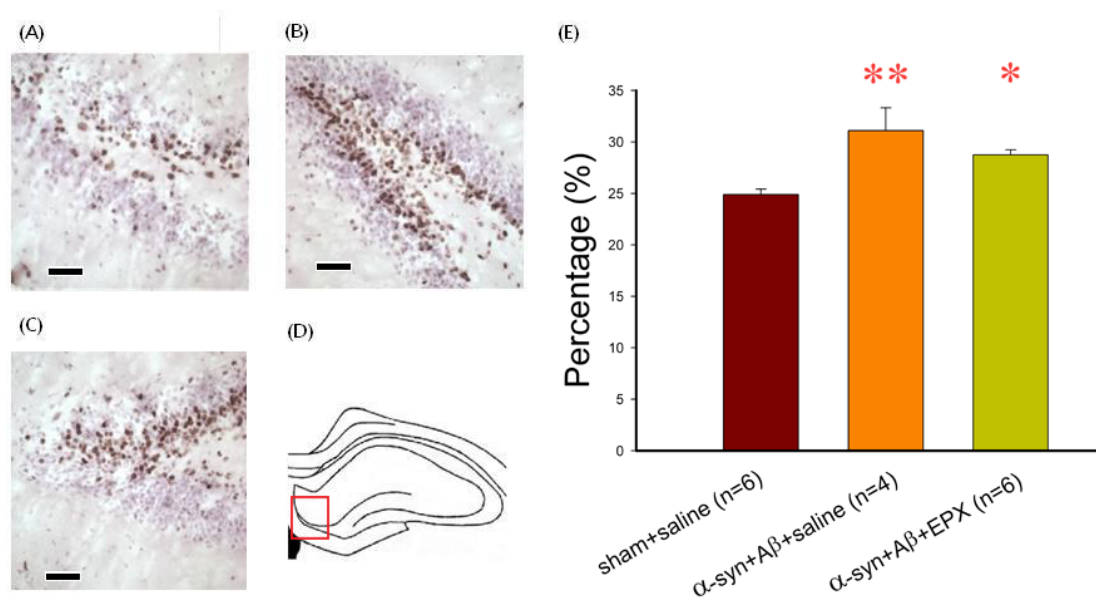 (A)
(B)
(C)
(D)
(E)
** *
Percentage (%)
35
30
25
20
15
10
5
0
sham+saline (n=6)
α-syn+Aβ+saline (n=4)
α-syn+Aβ+EPX (n=6)